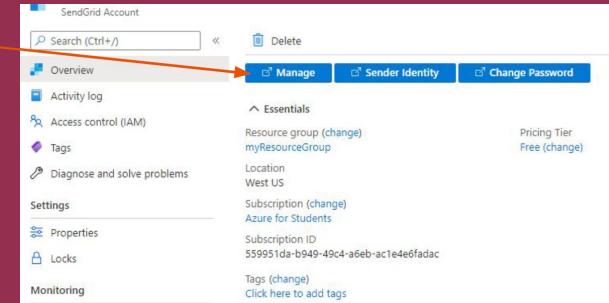 SendGrid Account
Search (Ctrl+/)
Overview
Activity log
Access control (IAM)
Tags
Diagnose and solve problems
Settings
Properties
Locks
Monitoring
Delete
Manage
Sender Identity
Change Password
Essentials
Resource group (change)
myResourceGroup
Location
West US
Subscription (change)
Azure for Students
Subscription ID
559951da-b949-49c4-a6eb-ac1e4e6fadac
Tags (change)
Click here to add tags
Pricing Tier
Free (change)